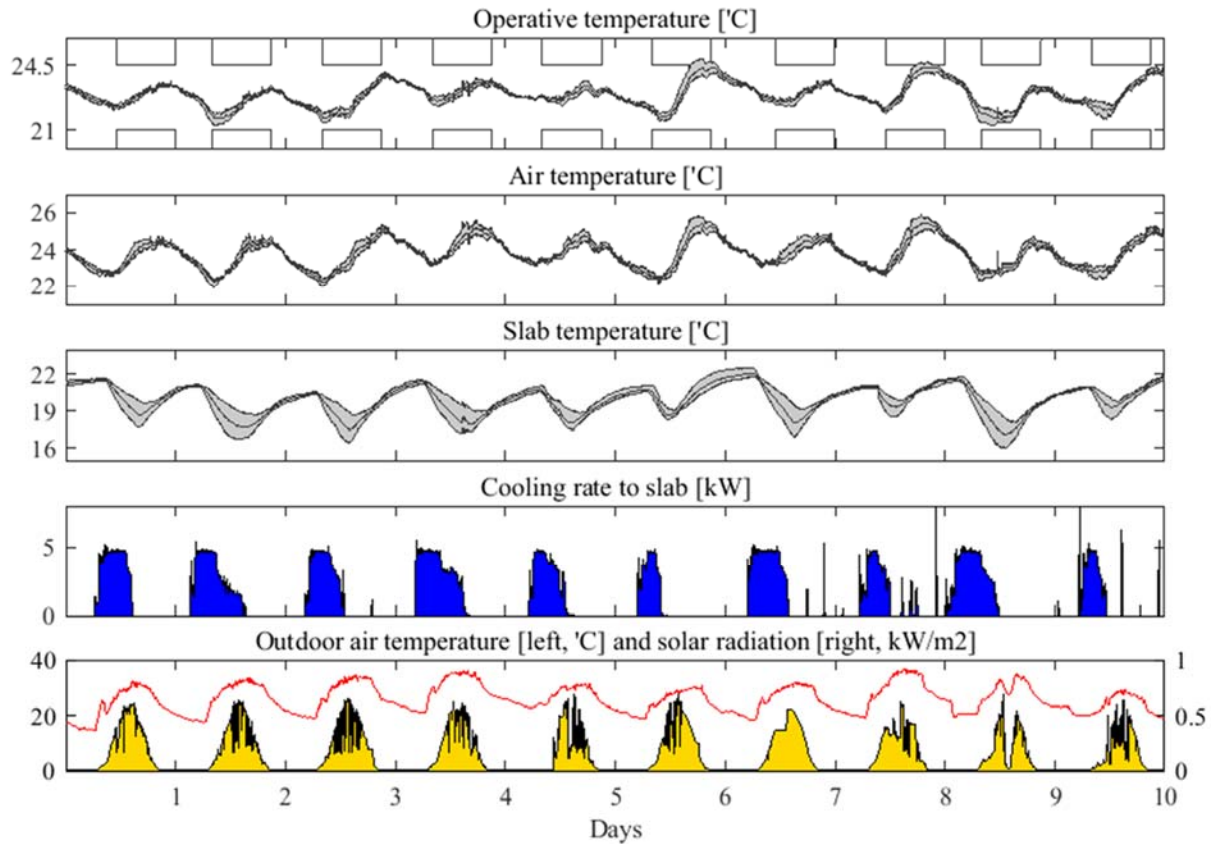 Operative temperature ['C]
24.5
21
Air temperature ['C]
26
24
22
Slab temperature ['C]
22
19
16
Cooling rate to slab [kW]
5
0
Outdoor air temperature [left, 'C] and solar radiation [right, kW/m2]
40 1
20 0.5
0 0
1 2 3 4 5 6 7 8 9 10
Days